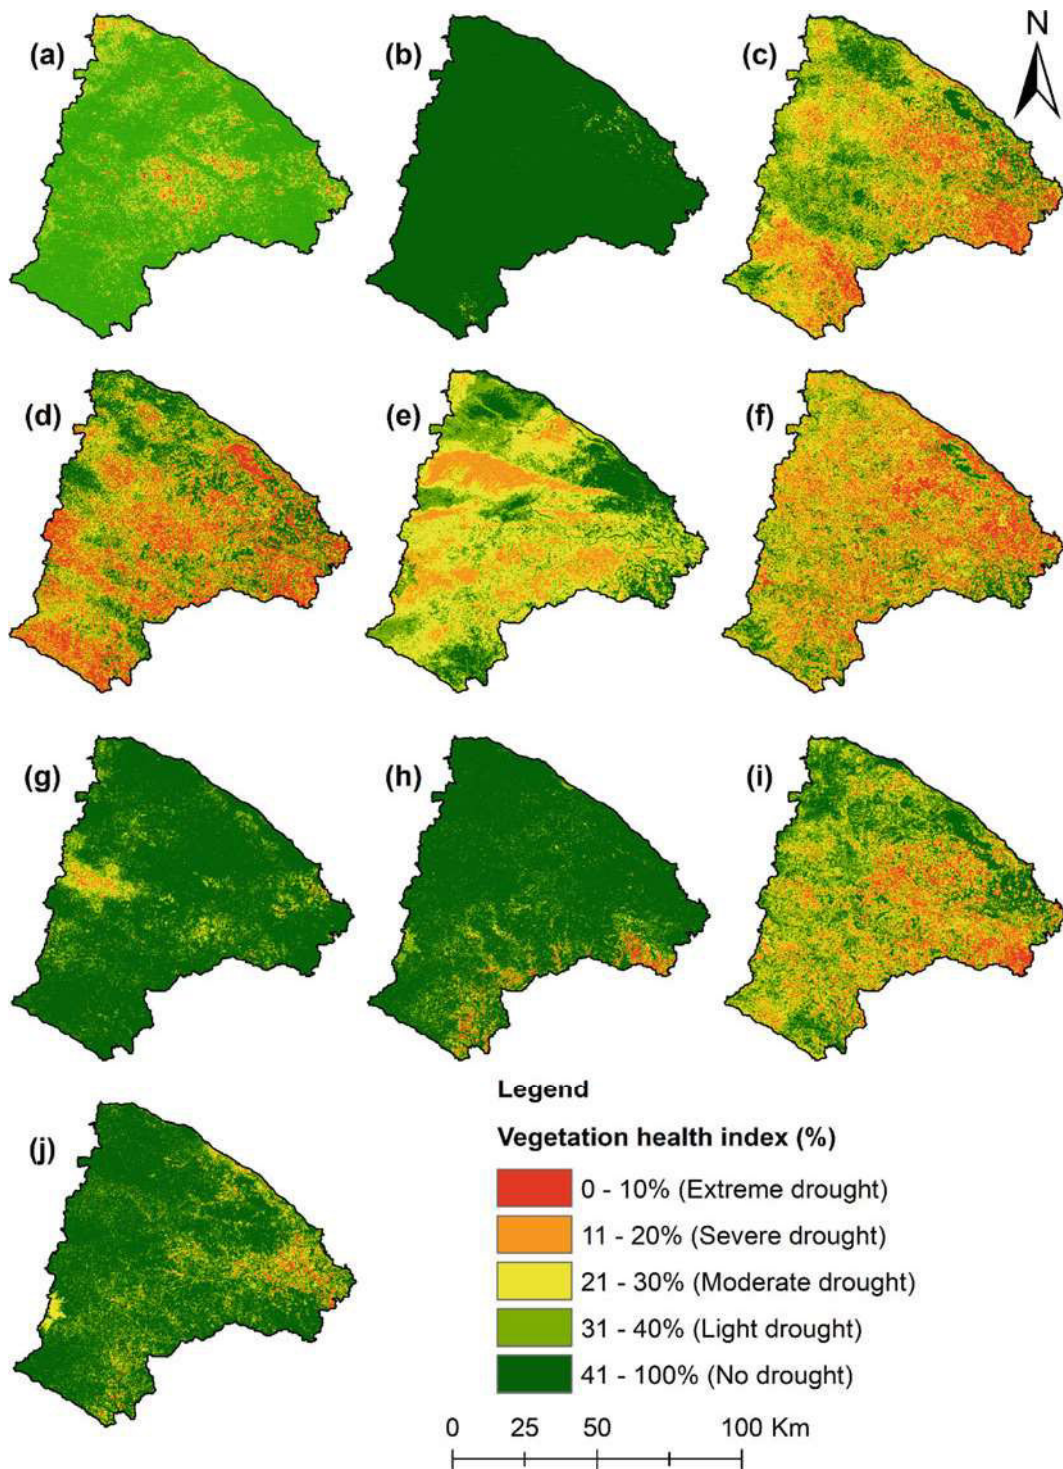 (a)
(b)
(c)
N
(d)
(e)
(f)
(g)
(h)
(i)
(j)
Legend
Vegetation health index (%)
0 - 10% (Extreme drought)
11 - 20% (Severe drought)
21 - 30% (Moderate drought)
31 - 40% (Light drought)
41 - 100% (No drought)
0 25 50 100 Km